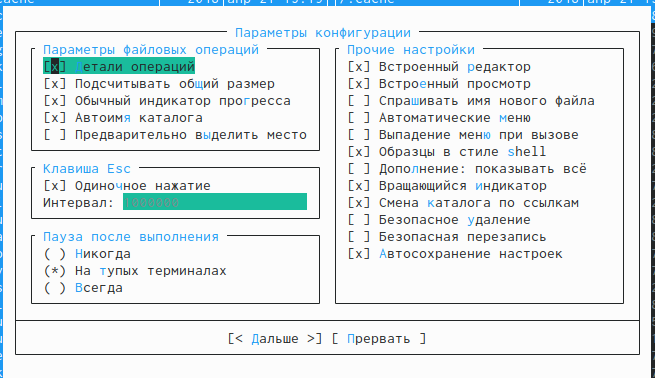 Параметры конфигурации
Параметры файловых операций
[x] Детали операций
[x] Подсчитывать общий размер
[x] Обычный индикатор прогресса
[x] Автоимя каталога
[ ] Предварительно выделить место
Клавиша Esc
[x] Одиночное нажатие
Интервал: 1000000
Пауза после выполнения
( ) Никогда
(*) На тупых терминалах
( ) Всегда
Прочие настройки
[x] Встроенный редактор
[x] Встроенный просмотр
[ ] Спрашивать имя нового файла
[ ] Автоматические меню
[ ] Выпадение меню при вызове
[x] Образцы в стиле shell
[ ] Дополнение: показывать всё
[x] Вращающийся индикатор
[x] Смена каталога по ссылкам
[ ] Безопасное удаление
[ ] Безопасная перезапись
[x] Автосохранение настроек
[< Дальше >] [ Прервать ]